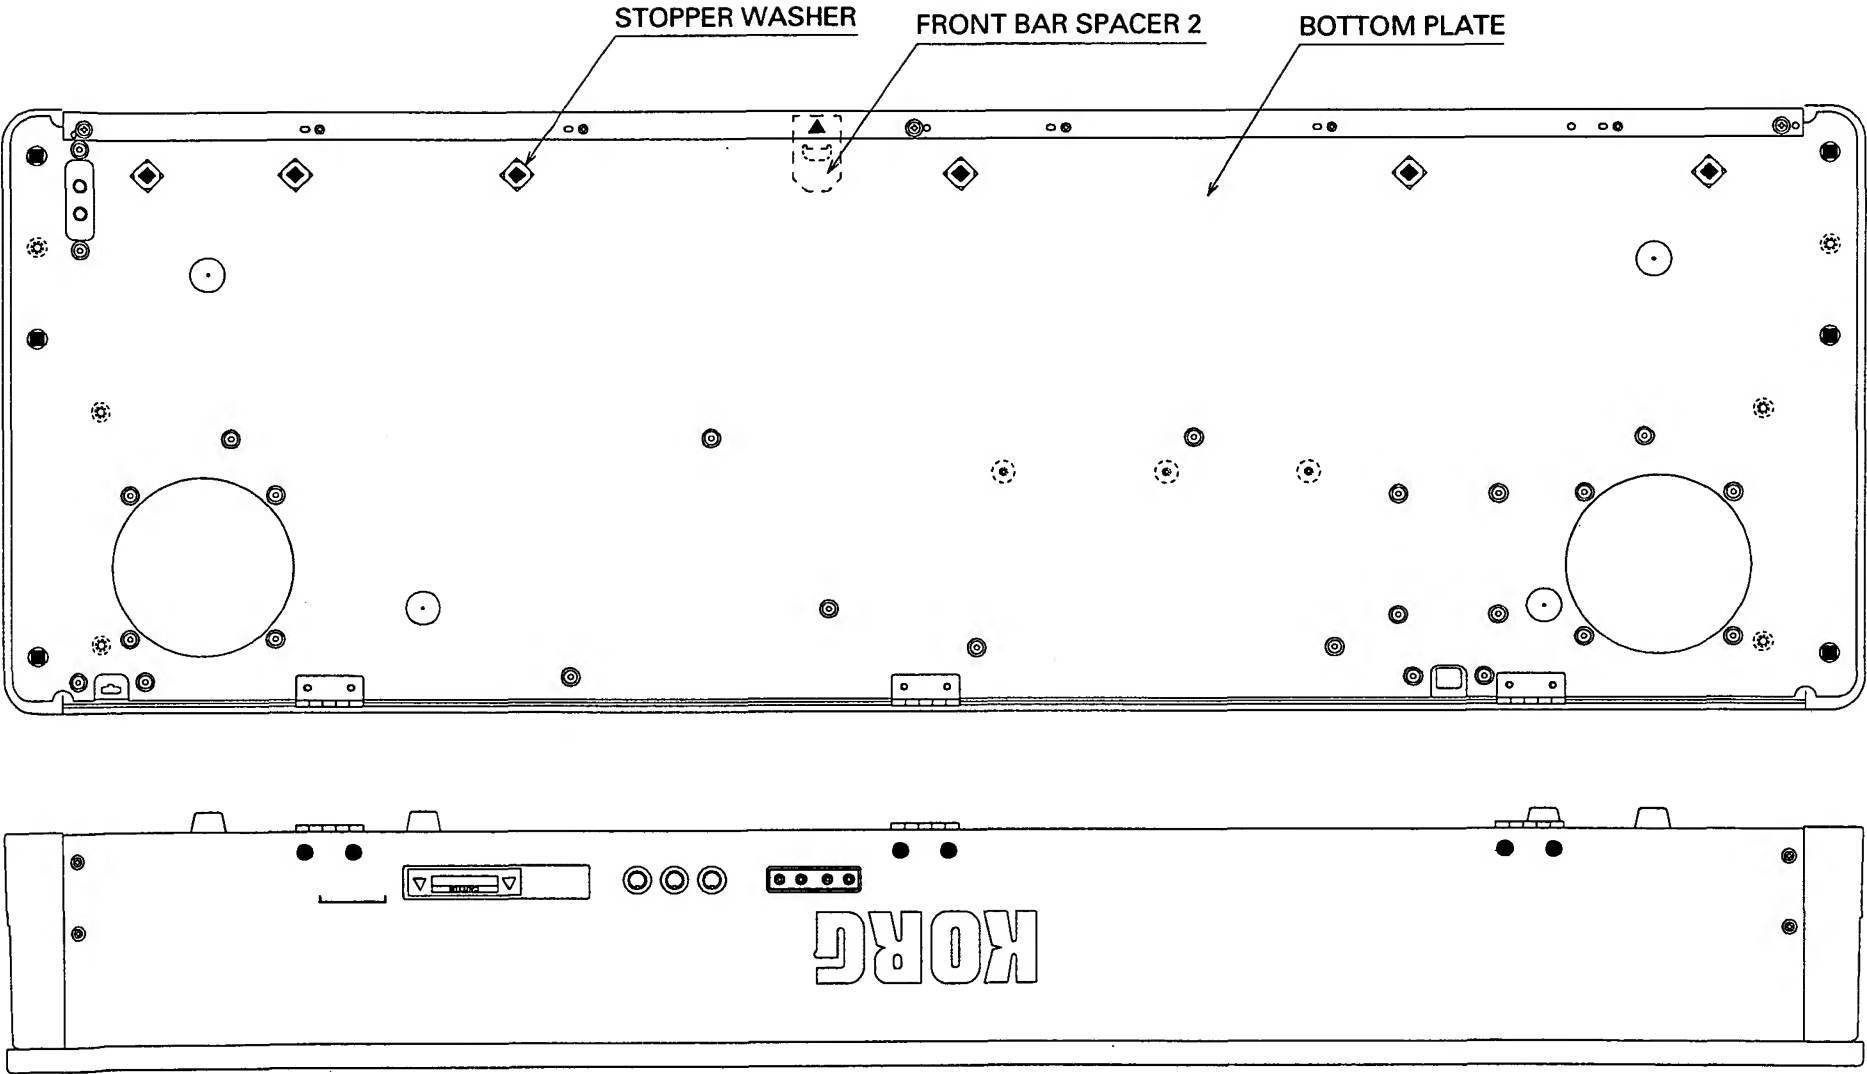 STOPPER WASHER
FRONT BAR SPACER 2
BOTTOM PLATE
KORG